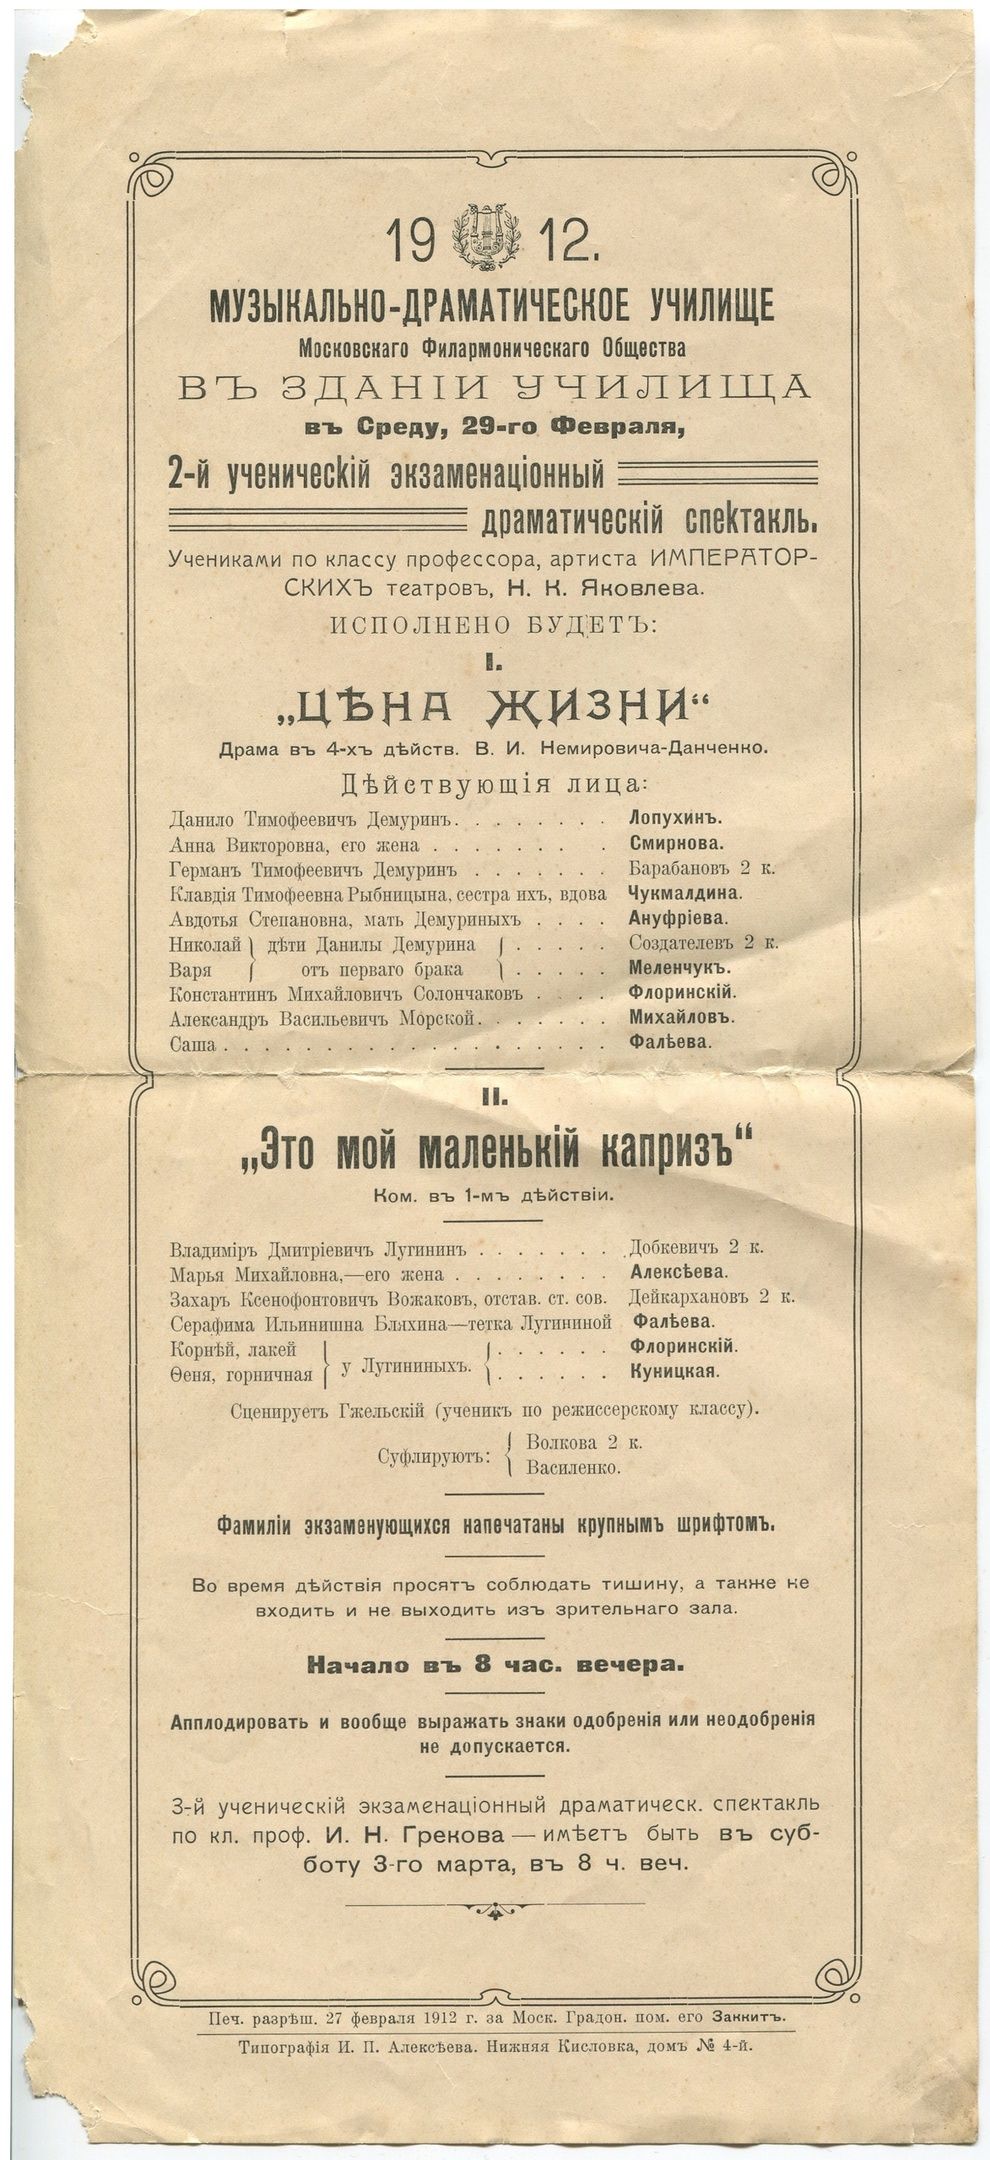 19 12.
МУЗЫКАЛЬНО-ДРАМАТИЧЕСКОЕ УЧИЛИЩЕ
Московскаго Филармоническаго Общества
ВЪ ЗДАНІИ УЧИЛИЩА
въ Среду, 29-го Февраля,
2-й ученическій экзаменаціонный
драматическій спектакль.
Учениками по классу профессора, артиста ИМПЕРАТОР-
СКИХЪ театровъ, Н. К. Яковлева.
ИСПОЛНЕНО БУДЕТЪ:
I.
„ЦѢНА ЖИЗНИ“
Драма въ 4-хъ дѣйств. В. И. Немировича-Данченко.
Дѣйствующія лица:
Данило Тимофеевичъ Демуринъ. . . . . . . . Лопухинъ.
Анна Викторовна, его жена . . . . . . . . Смирнова.
Германъ Тимофеевичъ Демуринъ . . . . . . . Барабановъ 2 к.
Клавдія Тимофеевна Рыбницына, сестра ихъ, вдова Чукмалдина.
Авдотья Степановна, мать Демуриныхъ . . . . Ануфріева.
Николай } дѣти Данилы Демурина { . . . . . Создателев 2 к.
Варя } отъ перваго брака } . . . . . Меленчук.
Константинъ Михайловичъ Солончаковъ . . . . Флоринскій.
Александръ Васильевичъ Морской. . . . . . . Михайловъ.
Саша . . . . . . . . . . . . . . . . . . . Фалѣева.
II.
„Это мой маленькій капризъ“
Ком. въ 1-мъ дѣйствіи.
Владиміръ Дмитріевичъ Лугининъ . . . . . . . Добкевичъ 2 к.
Марья Михайловна,—его жена . . . . . . . . Алексѣева.
Захаръ Ксенофонтовичъ Вожаковъ, отстав. ст. сов. Дейкархановъ 2 к.
Серафима Ильинишна Бляхина—тетка Лугининой Фалѣева.
Корнѣй, лакей } у Лугининыхъ. { . . . . . . Флоринскій.
Ѳеня, горничная } . . . . . . Куницкая.
Сценируетъ Гжельскій (ученикъ по режиссерскому классу).
Суфлируютъ: { Волкова 2 к.
Василенко.
Фамиліи экзаменующихся напечатаны крупнымъ шрифтомъ.
Во время дѣйствія просятъ соблюдать тишину, а также не
входить и не выходить изъ зрительнаго зала.
Начало въ 8 час. вечера.
Апплодировать и вообще выражать знаки одобренія или неодобренія
не допускается.
3-й ученическій экзаменаціонный драматическ. спектакль
по кл. проф. И. Н. Грекова — имѣетъ быть въ суб-
боту 3-го марта, въ 8 ч. веч.
Печ. разрѣш. 27 февраля 1912 г. за Моск. Градон. пом. его Заккитъ.
Типографія И. П. Алексѣева. Нижняя Кисловка, домъ № 4-й.